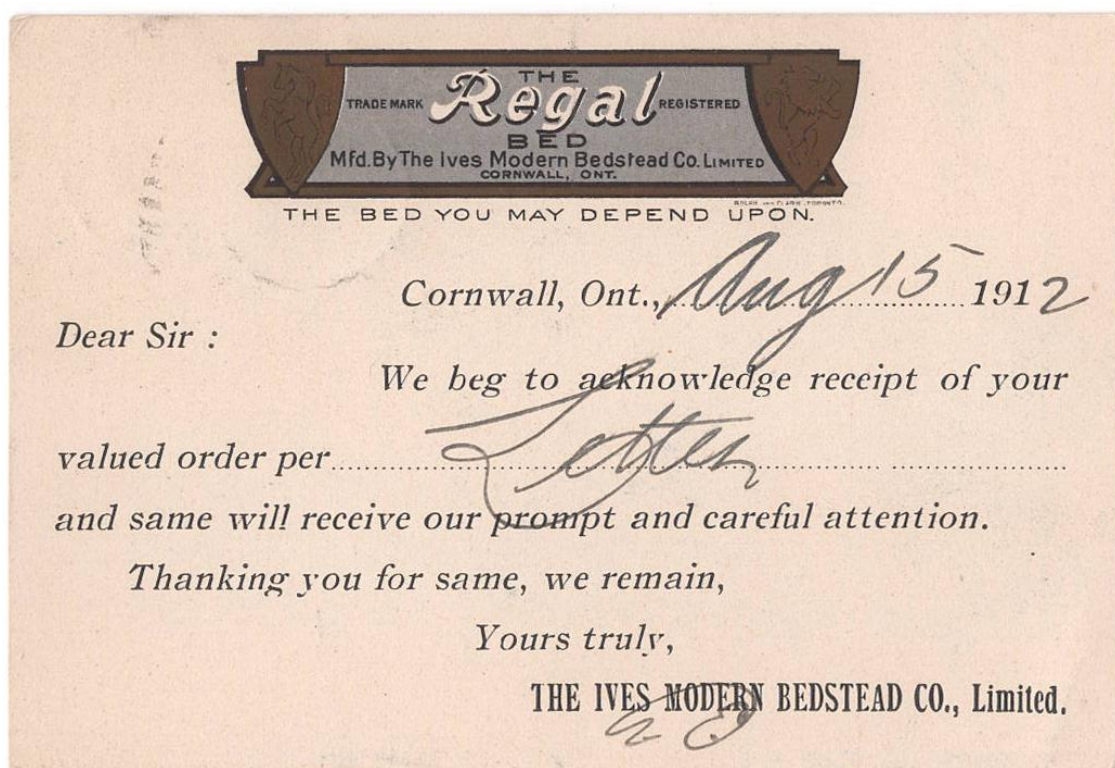 THE
TRADE MARK Regal REGISTERED
BED
Mfd. By The Ives Modern Bedstead Co. LIMITED
CORNWALL, ONT.
THE BED YOU MAY DEPEND UPON.
Cornwall, Ont., Aug 15 1912
Dear Sir :
We beg to acknowledge receipt of your
valued order per Letter
and same will receive our prompt and careful attention.
Thanking you for same, we remain,
Yours truly,
THE IVES MODERN BEDSTEAD CO., Limited.